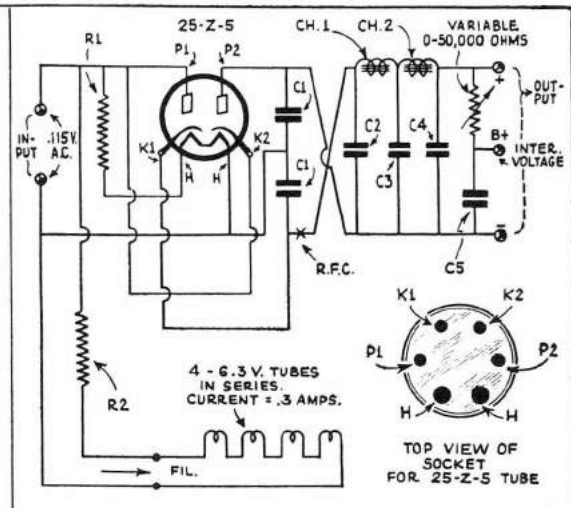 25-Z-5
R1
P1
P2
CH.1
CH.2
VARIABLE
0-50,000 OHMS
OUT-
PUT
IN-
PUT
115V.
A.C.
C1
C1
K1
K2
H
H
C2
C3
C4
C5
+
B+
INTER.
VOLTAGE
-
R.F.C.
R2
4 - 6.3 V. TUBES
IN SERIES.
CURRENT = .3 AMPS.
FIL.
K1
K2
P1
P2
H
H
TOP VIEW OF
SOCKET
FOR 25-Z-5 TUBE